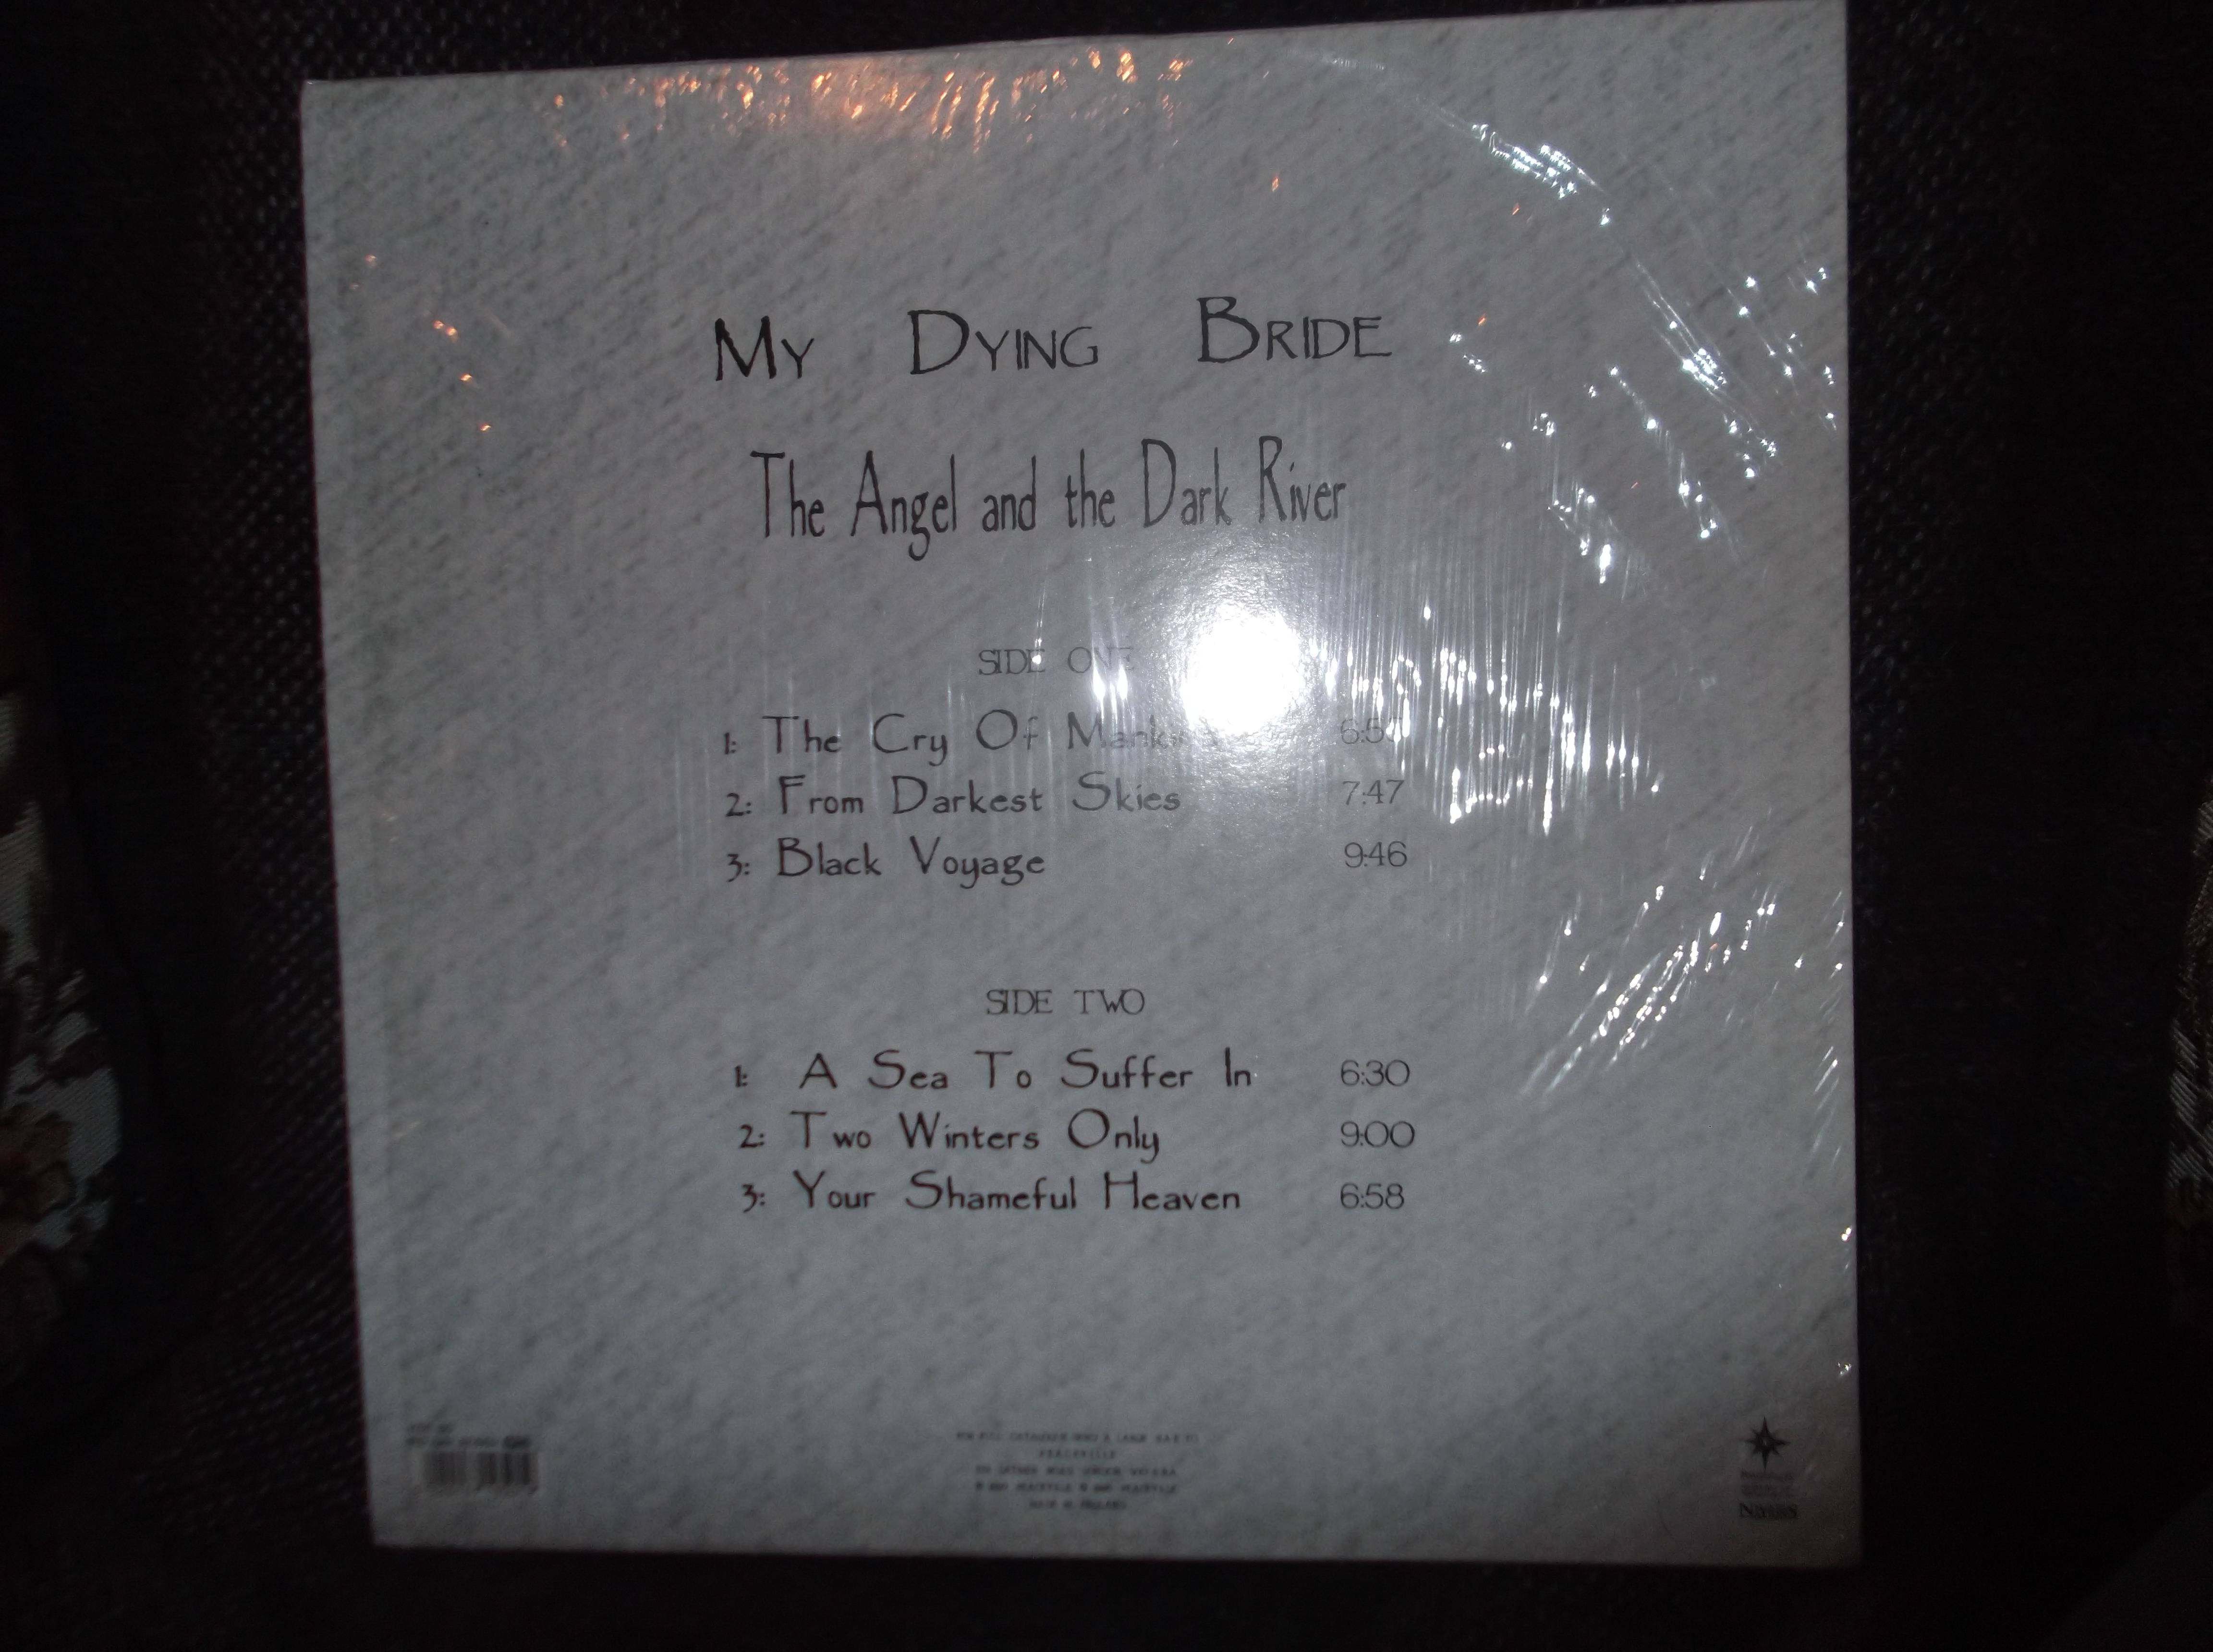 My Dying Bride
The Angel and the Dark River
SIDE ONE
1: The Cry Of
2: From Darkest Skies 7:47
3: Black Voyage 9:46
SIDE TWO
1: A Sea To Suffer In 6:30
2: Two Winters Only 9:00
3: Your Shameful Heaven 6:58